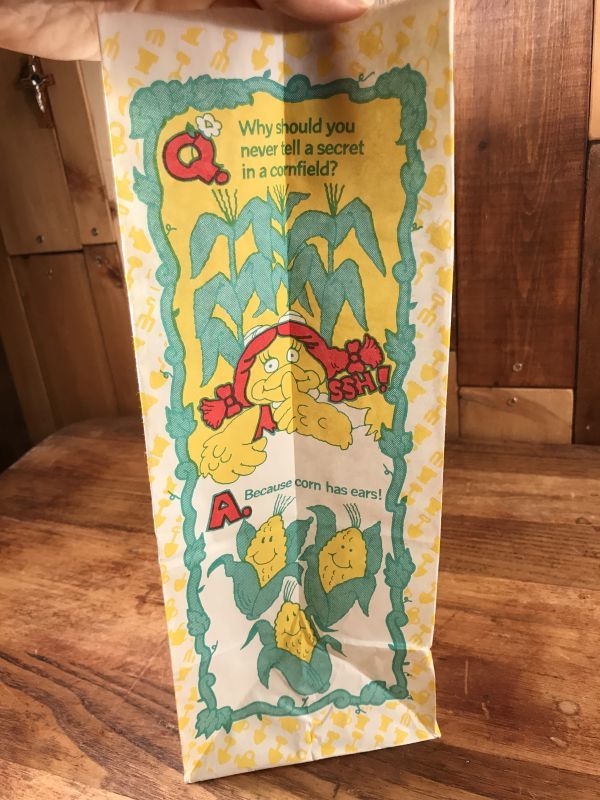 Q.
Why should you
never tell a secret
in a cornfield?
SSH!
A.
Because corn has ears!